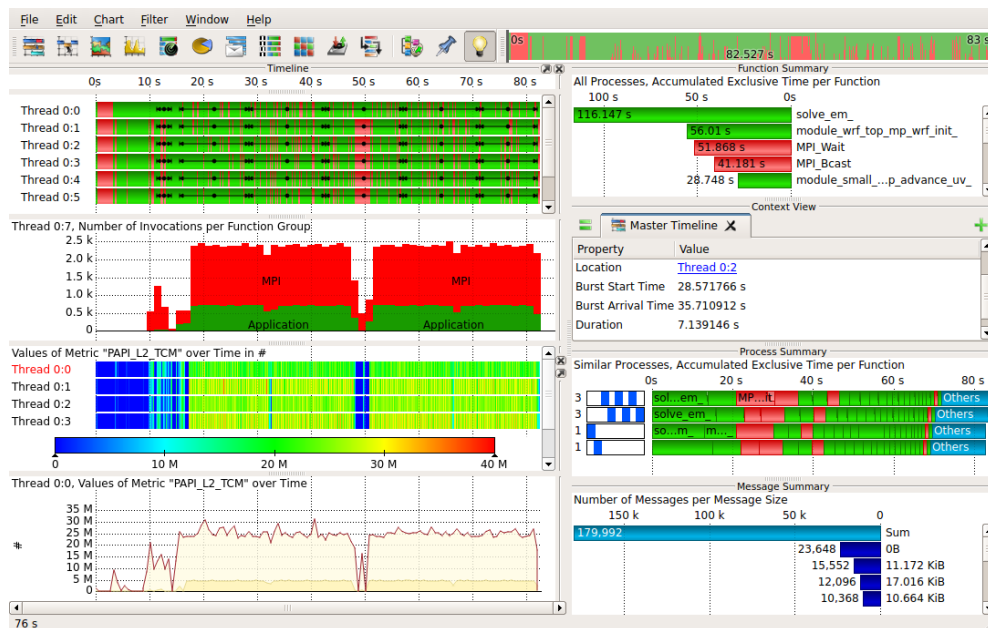 File Edit Chart Filter Window Help
0s 83 s
82.527 s
Timeline
0s 10 s 20 s 30 s 40 s 50 s 60 s 70 s 80 s
Thread 0:0
Thread 0:1
Thread 0:2
Thread 0:3
Thread 0:4
Thread 0:5
Thread 0:7, Number of Invocations per Function Group
2.5 k
2.0 k
1.5 k
1.0 k
0.5 k
0
MPI MPI
Application Application
Values of Metric "PAPI_L2_TCM" over Time in #
Thread 0:0
Thread 0:1
Thread 0:2
Thread 0:3
0 10 M 20 M 30 M 40 M
Thread 0:0, Values of Metric "PAPI_L2_TCM" over Time
35 M
30 M
25 M
20 M
15 M
10 M
5 M
0
#
76 s
Function Summary
All Processes, Accumulated Exclusive Time per Function
100 s 50 s 0s
116.147 s solve_em_
56.01 s module_wrf_top_mp_wrf_init_
51.868 s MPI_Wait
41.181 s MPI_Bcast
28.748 s module_small_...p_advance_uv_
Context View
Master Timeline
Property Value
Location Thread 0:2
Burst Start Time 28.571766 s
Burst Arrival Time 35.710912 s
Duration 7.139146 s
Process Summary
Similar Processes, Accumulated Exclusive Time per Function
0s 20 s 40 s 60 s 80 s
3 sol...em_ MP...it Others
3 solve_em_ Others
1 so...m_ m..._ Others
1 Others
Message Summary
Number of Messages per Message Size
150 k 100 k 50 k 0
179,992 Sum
23,648 0B
15,552 11.172 KiB
12,096 17.016 KiB
10,368 10.664 KiB